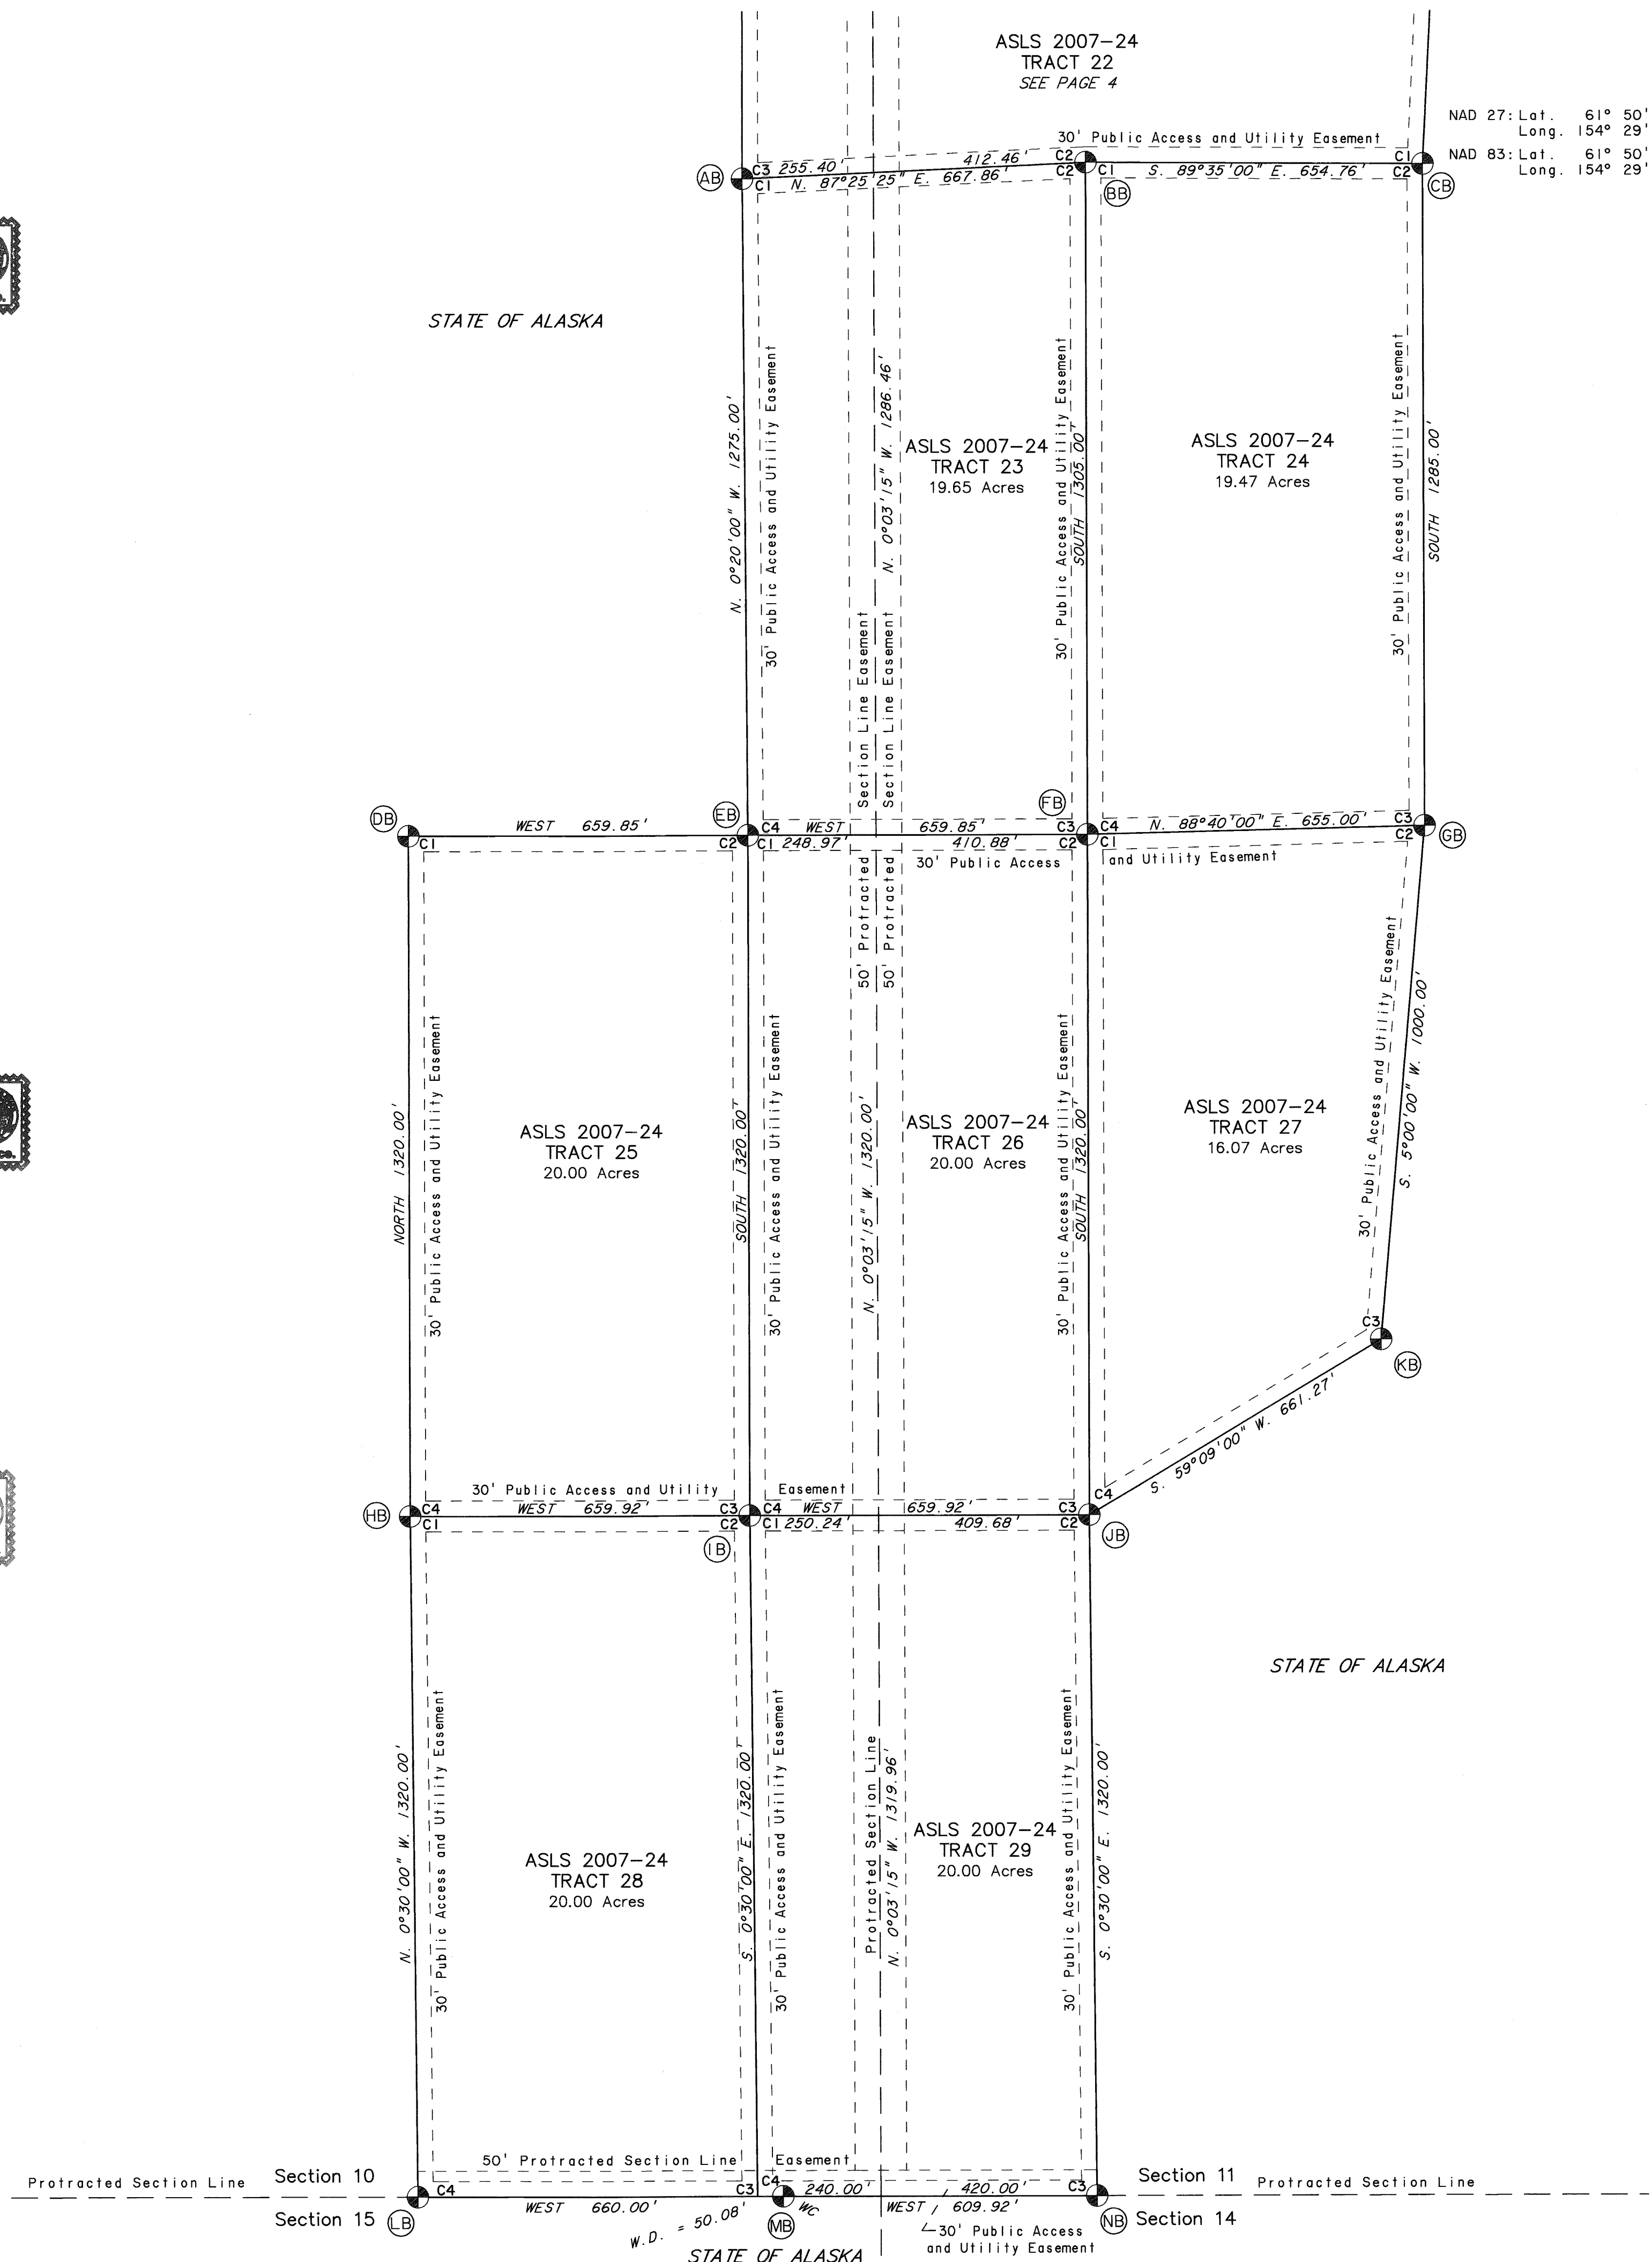 ASLS 2007-24
TRACT 22
SEE PAGE 4
NAD 27: Lat. 61° 50'
Long. 154° 29'
NAD 83: Lat. 61° 50'
Long. 154° 29'
30' Public Access and Utility Easement
AB
C3 255.40'
412.46' C2
C1
C1 N. 87°25'25" E. 667.86' C2
C1 S. 89°35'00" E. 654.76' C2
BB
CB
STATE OF ALASKA
N. 0°20'00" W. 1275.00'
30' Public Access and Utility Easement
N. 0°03'15" W. 1286.46'
ASLS 2007-24
TRACT 23
19.65 Acres
30' Public Access and Utility Easement
SOUTH 1305.00'
ASLS 2007-24
TRACT 24
19.47 Acres
30' Public Access and Utility Easement
SOUTH 1285.00'
50' Protracted Section Line Easement
50' Protracted Section Line Easement
DB
WEST 659.85'
EB
C4 WEST 659.85' C3
FB
C4 N. 88°40'00" E. 655.00' C3
C1
C2
C1 248.97'
410.88' C2
C1
C2
GB
30' Public Access
and Utility Easement
NORTH 1320.00'
30' Public Access and Utility Easement
ASLS 2007-24
TRACT 25
20.00 Acres
SOUTH 1320.00'
30' Public Access and Utility Easement
N. 0°03'15" W. 1320.00'
ASLS 2007-24
TRACT 26
20.00 Acres
30' Public Access and Utility Easement
SOUTH 1320.00'
ASLS 2007-24
TRACT 27
16.07 Acres
30' Public Access and Utility Easement
S. 5°00'00" W. 1000.00'
C3
KB
S. 59°09'00" W. 661.27'
C4
30' Public Access and Utility Easement
HB
C4 WEST 659.92' C3
C4 WEST 659.92' C3
C1
C2
C1 250.24'
409.68' C2
IB
JB
STATE OF ALASKA
N. 0°30'00" W. 1320.00'
30' Public Access and Utility Easement
ASLS 2007-24
TRACT 28
20.00 Acres
S. 0°30'00" E. 1320.00'
30' Public Access and Utility Easement
Protracted Section Line
N. 0°03'15" W. 1319.96'
ASLS 2007-24
TRACT 29
20.00 Acres
30' Public Access and Utility Easement
S. 0°30'00" E. 1320.00'
50' Protracted Section Line Easement
Protracted Section Line
Section 10
Section 11
Protracted Section Line
C4
C3
C4
240.00'
420.00'
C3
WEST 660.00'
WC
WEST 609.92'
Section 15
LB
W.D. = 50.08'
MB
NB
Section 14
30' Public Access
and Utility Easement
STATE OF ALASKA